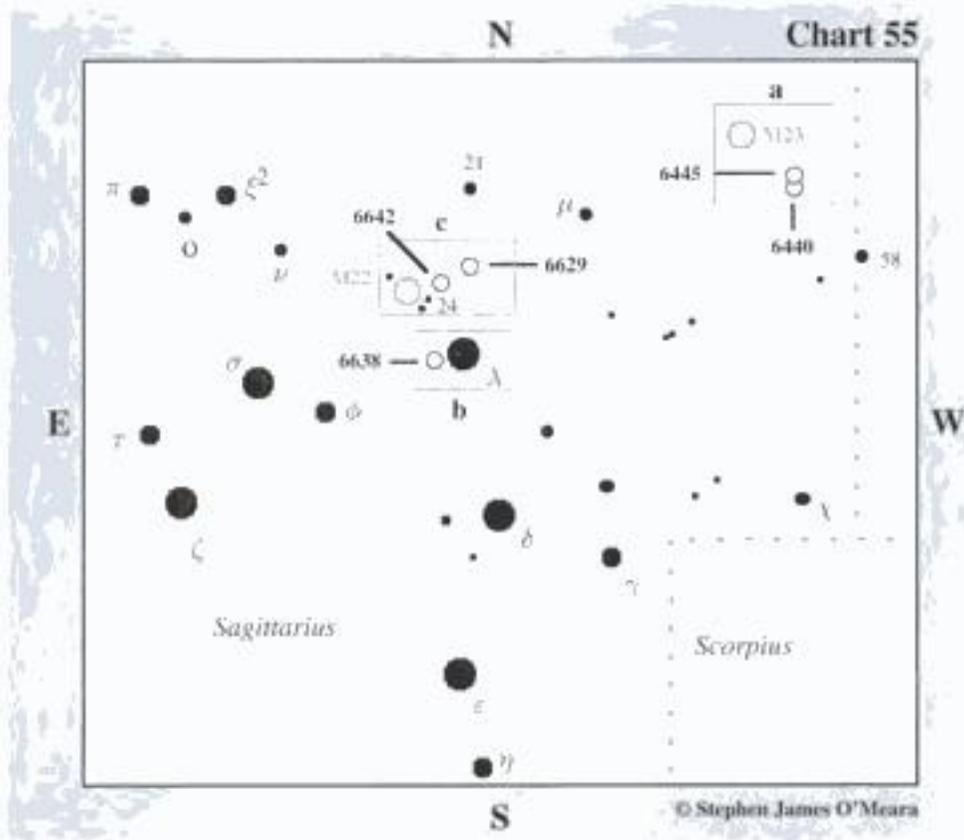 N
Chart 55
a
M23
6445
6440
21
π
ξ2
ο
ν
6642
c
μ
58
M22
6629
24
6638
λ
b
σ
φ
E
W
τ
ζ
δ
γ
χ
Sagittarius
Scorpius
ε
η
S
© Stephen James O'Meara